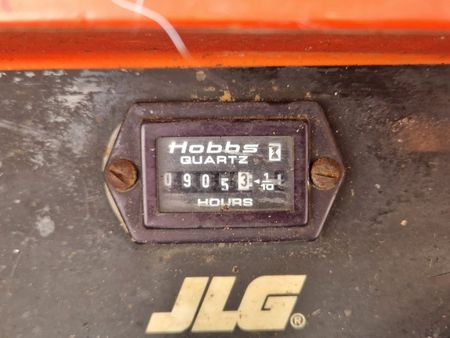 Hobbs
QUARTZ
09053 ◄ 1/10
HOURS
JLG®